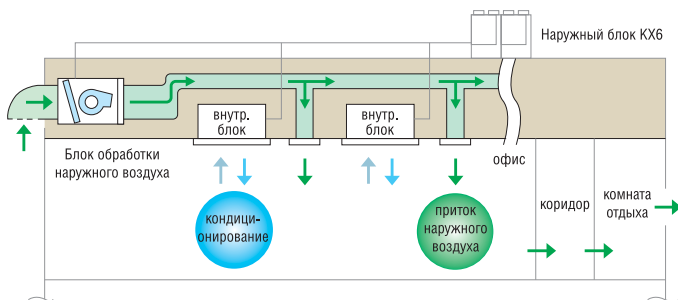 Наружный блок KX6
внутр.
блок
внутр.
блок
Блок обработки
наружного воздуха
офис
кондици-
онирование
приток
наружного
воздуха
коридор
комната
отдыха